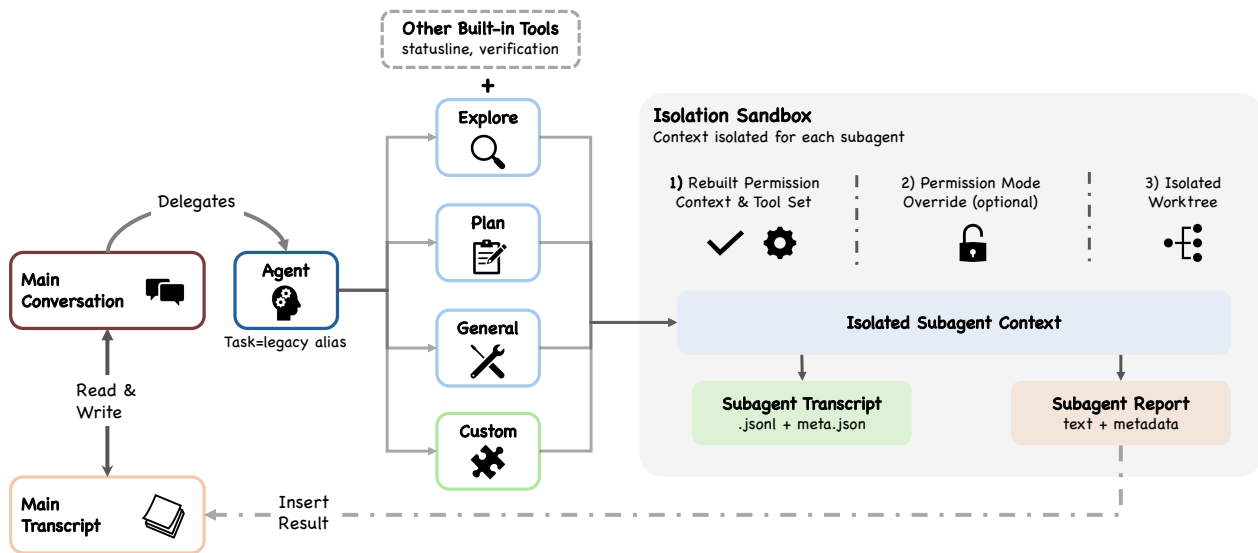 Other Built-in Tools
statusline, verification
+
Explore
Plan
General
Custom
Delegates
Main
Conversation
Agent
Task=legacy alias
Read &
Write
Main
Transcript
Insert
Result
Isolation Sandbox
Context isolated for each subagent
1) Rebuilt Permission
Context & Tool Set
2) Permission Mode
Override (optional)
3) Isolated
Worktree
Isolated Subagent Context
Subagent Transcript
.jsonl + meta.json
Subagent Report
text + metadata